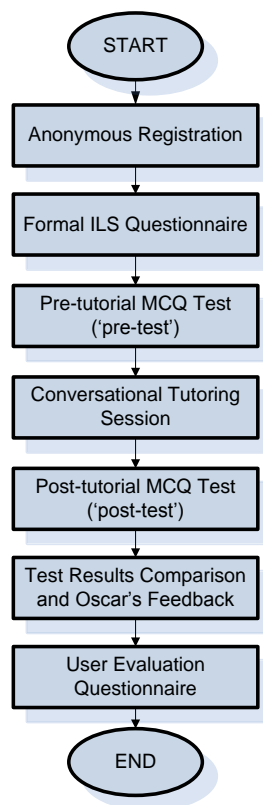 START
Anonymous Registration
Formal ILS Questionnaire
Pre-tutorial MCQ Test
(‘pre-test’)
Conversational Tutoring
Session
Post-tutorial MCQ Test
(‘post-test’)
Test Results Comparison
and Oscar’s Feedback
User Evaluation
Questionnaire
END